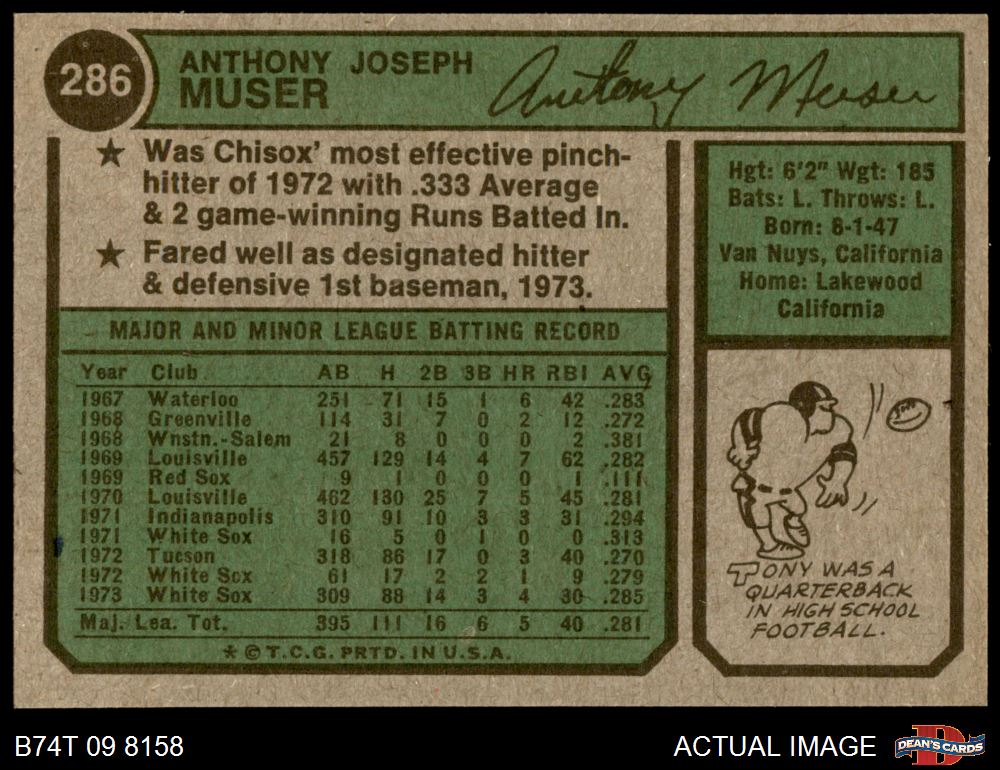 286
ANTHONY JOSEPH
MUSER
Anthony Muser
★ Was Chisox' most effective pinch-
hitter of 1972 with .333 Average
& 2 game-winning Runs Batted In.
★ Fared well as designated hitter
& defensive 1st baseman, 1973.
Hgt: 6'2" Wgt: 185
Bats: L. Throws: L.
Born: 8-1-47
Van Nuys, California
Home: Lakewood
California
MAJOR AND MINOR LEAGUE BATTING RECORD
Year Club AB H 2B 3B HR RBI AVG
1967 Waterloo 251 71 15 1 6 42 .283
1968 Greenville 114 31 7 0 2 12 .272
1968 Wnstn.-Salem 21 8 0 0 0 2 .381
1969 Louisville 457 129 14 4 7 62 .282
1969 Red Sox 9 1 0 0 0 1 .111
1970 Louisville 462 130 25 7 5 45 .281
1971 Indianapolis 310 91 10 3 3 31 .294
1971 White Sox 16 5 0 1 0 0 .313
1972 Tucson 318 86 17 0 3 40 .270
1972 White Sox 61 17 2 2 1 9 .279
1973 White Sox 309 88 14 3 4 30 .285
Maj. Lea. Tot. 395 111 16 6 5 40 .281
★ © T.C.G. PRTD. IN U.S.A.
TONY WAS A
QUARTERBACK
IN HIGH SCHOOL
FOOTBALL.
B74T 09 8158
ACTUAL IMAGE
D
DEAN'S CARDS